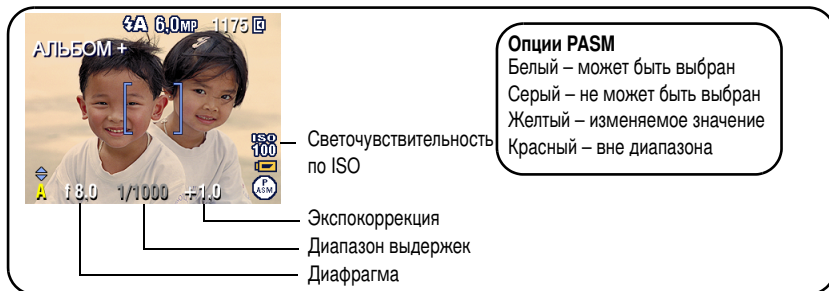 ⚡A 6,0MP 1175 E
АЛЬБОМ +
ISO
100
A f 8.0 1/1000 +1.0
P
ASM
Светочувствительность
по ISO
Экспокоррекция
Диапазон выдержек
Диафрагма
Опции PASM
Белый – может быть выбран
Серый – не может быть выбран
Желтый – изменяемое значение
Красный – вне диапазона